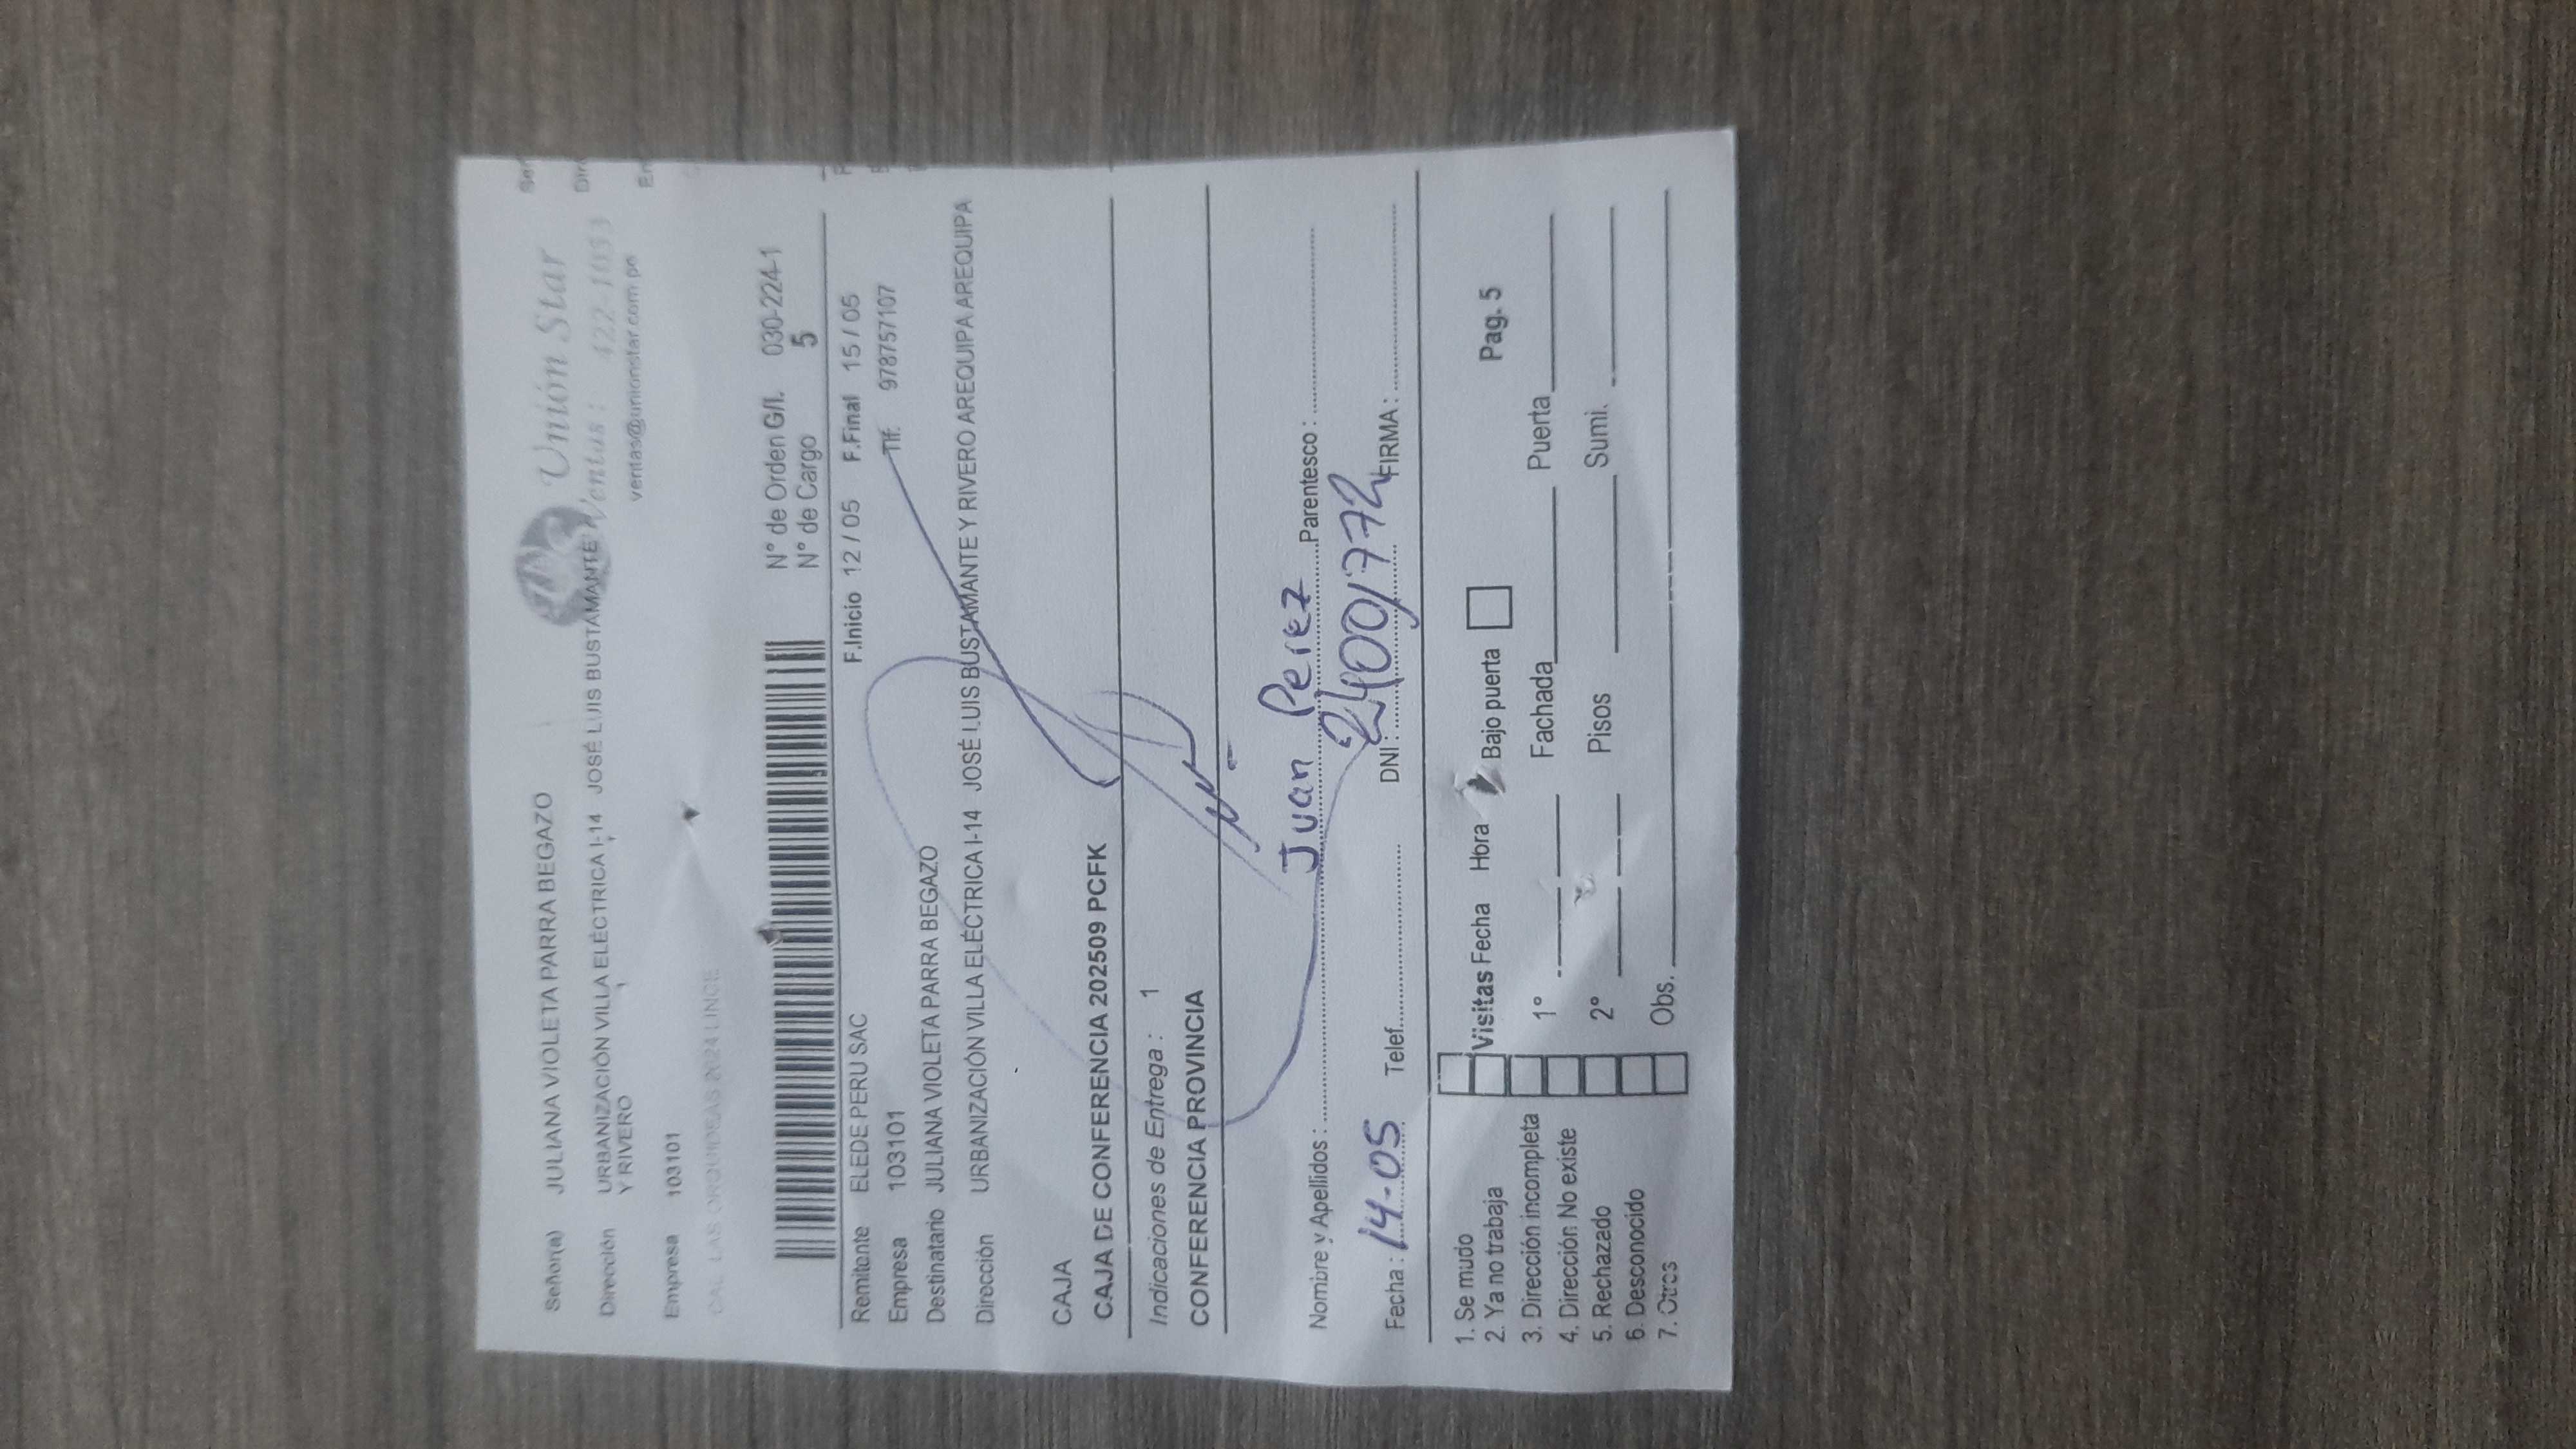 Unión Star
Ventas : 422-1033
ventas@unionstar.com.pe
Señor(a) JULIANA VIOLETA PARRA BEGAZO
Dirección URBANIZACIÓN VILLA ELÉCTRICA I-14 JOSÉ LUIS BUSTAMANTE
Y RIVERO
Empresa 103101
CAL. LAS ORQUIDEAS 2624 LINCE
N° de Orden G/I. 030-224-1
N° de Cargo 5
F.Inicio 12 / 05 F.Final 15 / 05
Remitente ELEDE PERU SAC
Empresa 103101 Tlf. 978757107
Destinatario JULIANA VIOLETA PARRA BEGAZO
Dirección URBANIZACIÓN VILLA ELÉCTRICA I-14 JOSÉ LUIS BUSTAMANTE Y RIVERO AREQUIPA AREQUIPA
CAJA
CAJA DE CONFERENCIA 202509 PCFK
Indicaciones de Entrega : 1
CONFERENCIA PROVINCIA
Nombre y Apellidos : Juan Perez Parentesco :
Fecha : 14-05 Telef. DNI : FIRMA :
1. Se mudo
2. Ya no trabaja Visitas Fecha Hora Bajo puerta Pag. 5
3. Dirección incompleta 1° Fachada Puerta
4. Dirección No existe
5. Rechazado 2° Pisos Sumi.
6. Desconocido
7. Otros Obs.